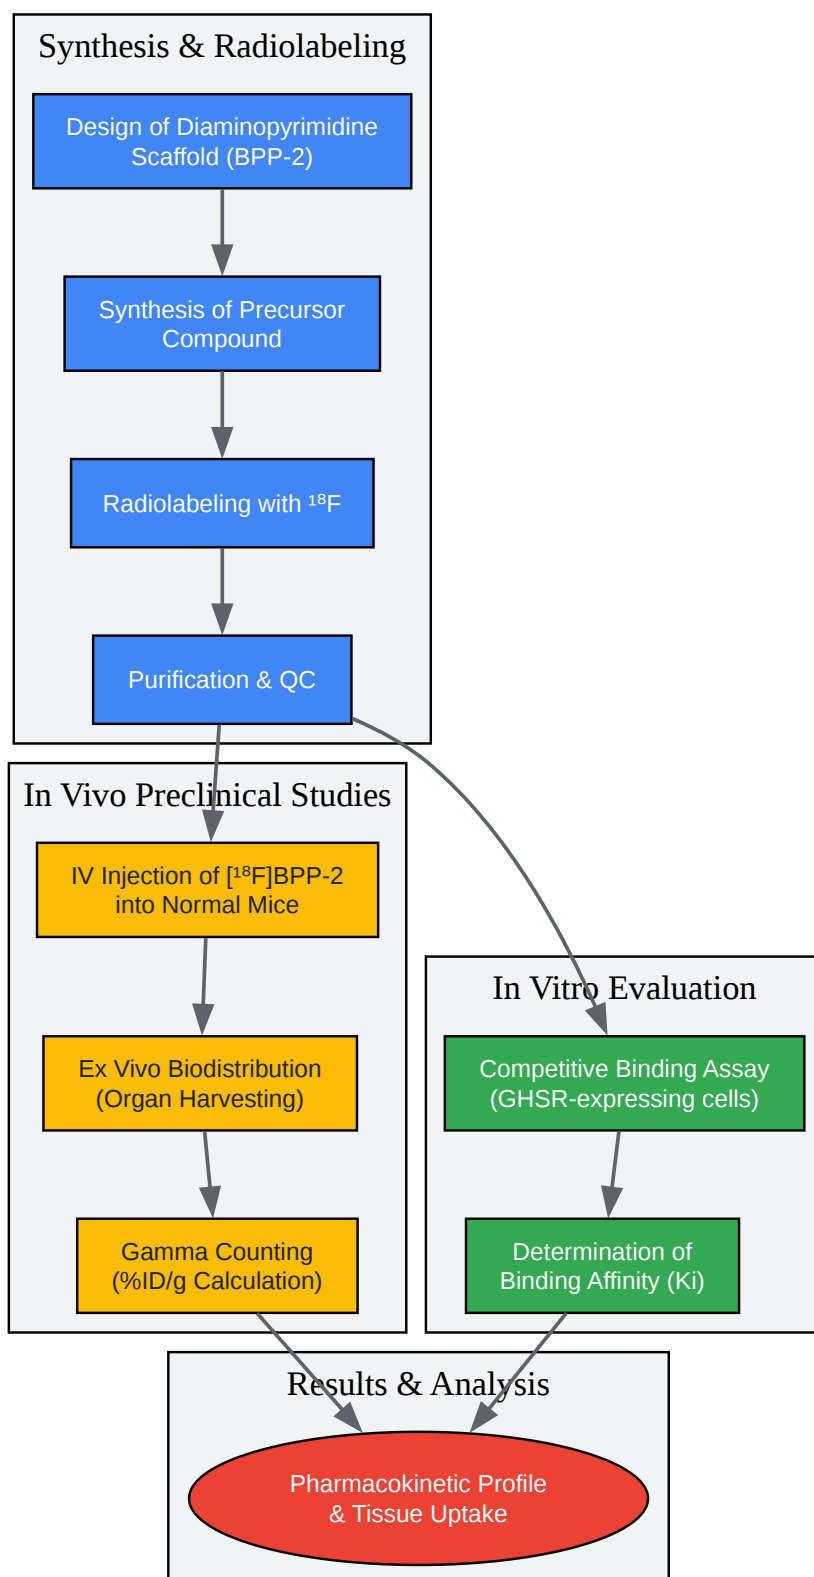 Synthesis & Radiolabeling
Design of Diaminopyrimidine
Scaffold (BPP-2)
Synthesis of Precursor
Compound
Radiolabeling with ¹⁸F
Purification & QC
In Vivo Preclinical Studies
IV Injection of [¹⁸F]BPP-2
into Normal Mice
Ex Vivo Biodistribution
(Organ Harvesting)
Gamma Counting
(%ID/g Calculation)
In Vitro Evaluation
Competitive Binding Assay
(GHSR-expressing cells)
Determination of
Binding Affinity (Ki)
Results & Analysis
Pharmacokinetic Profile
& Tissue Uptake